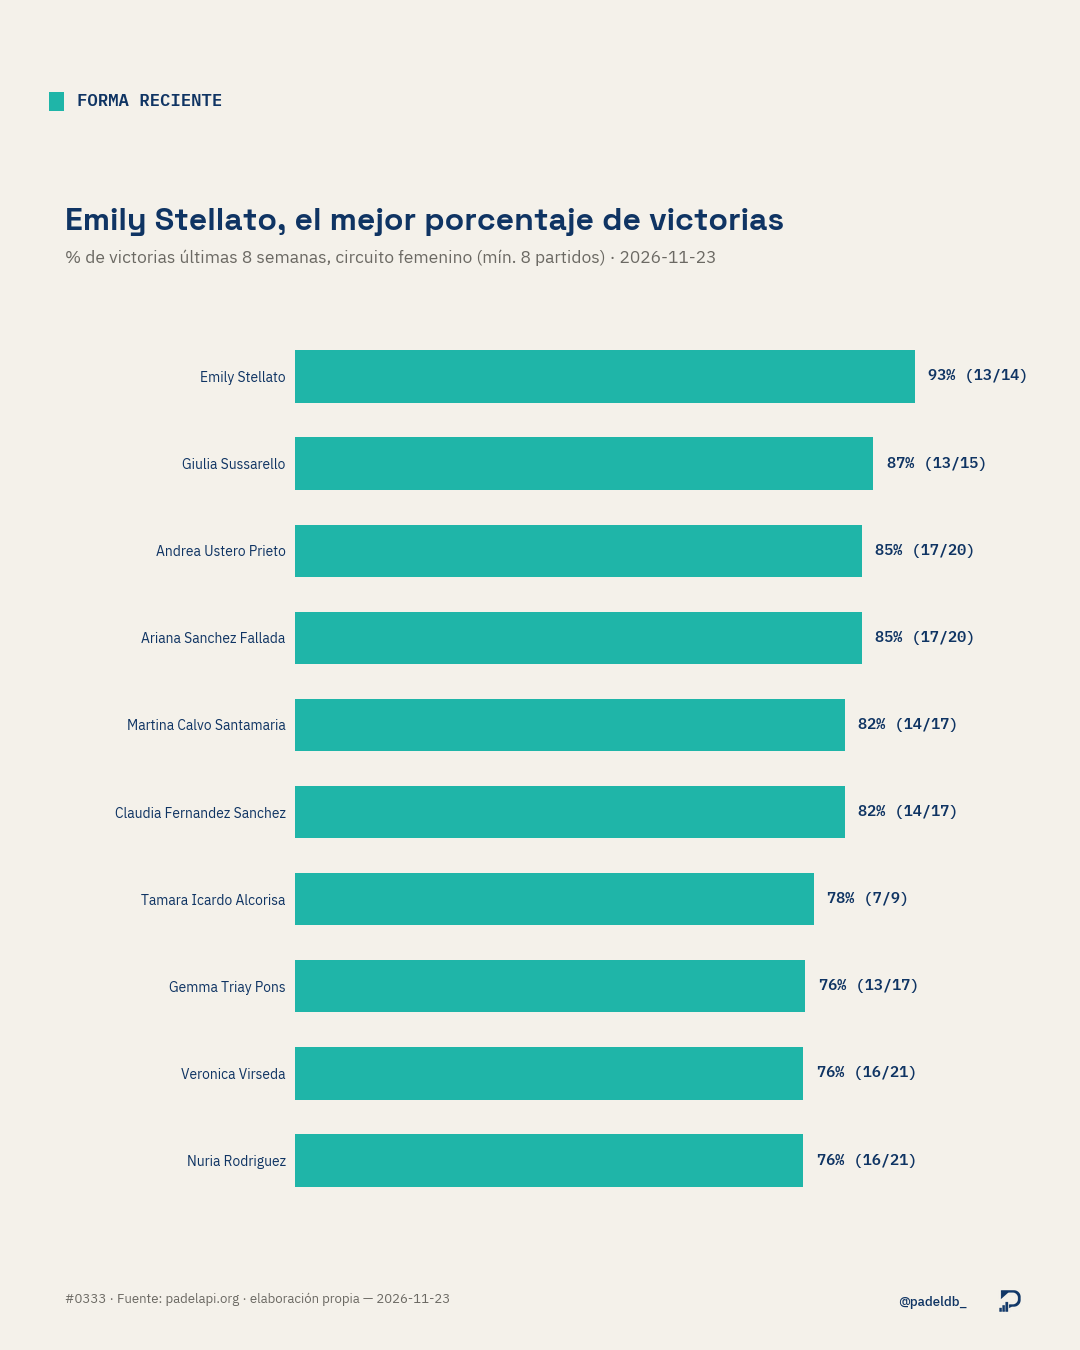 FORMA RECIENTE
Emily Stellato, el mejor porcentaje de victorias
% de victorias últimas 8 semanas, circuito femenino (mín. 8 partidos) · 2026-11-23
Emily Stellato 93% (13/14)
Giulia Sussarello 87% (13/15)
Andrea Ustero Prieto 85% (17/20)
Ariana Sanchez Fallada 85% (17/20)
Martina Calvo Santamaria 82% (14/17)
Claudia Fernandez Sanchez 82% (14/17)
Tamara Icardo Alcorisa 78% (7/9)
Gemma Triay Pons 76% (13/17)
Veronica Virseda 76% (16/21)
Nuria Rodriguez 76% (16/21)
#0333 · Fuente: padelapi.org · elaboración propia — 2026-11-23
@padeldb_